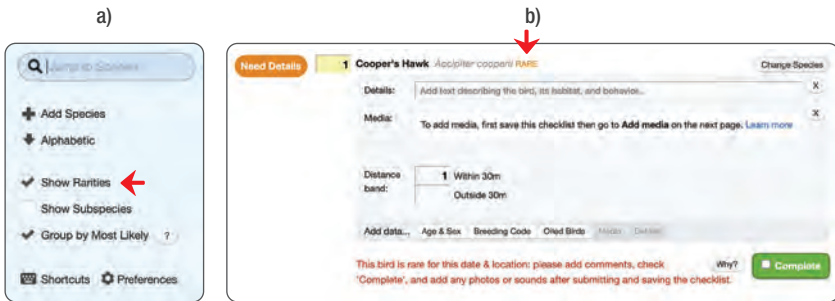 a)
b)
Jump to Species
Add Species
Alphabetic
Show Rarities
Show Subspecies
Group by Most Likely ?
Shortcuts Preferences
Need Details 1 Cooper's Hawk Accipiter cooperii RARE Change Species
Details: Add text describing the bird, its habitat, and behavior... X
Media: To add media, first save this checklist then go to Add media on the next page. Learn more X
Distance band: 1 Within 30m
Outside 30m
Add data... Age & Sex Breeding Code Oiled Birds Media Details
This bird is rare for this date & location: please add comments, check Why? Complete
'Complete', and add any photos or sounds after submitting and saving the checklist.